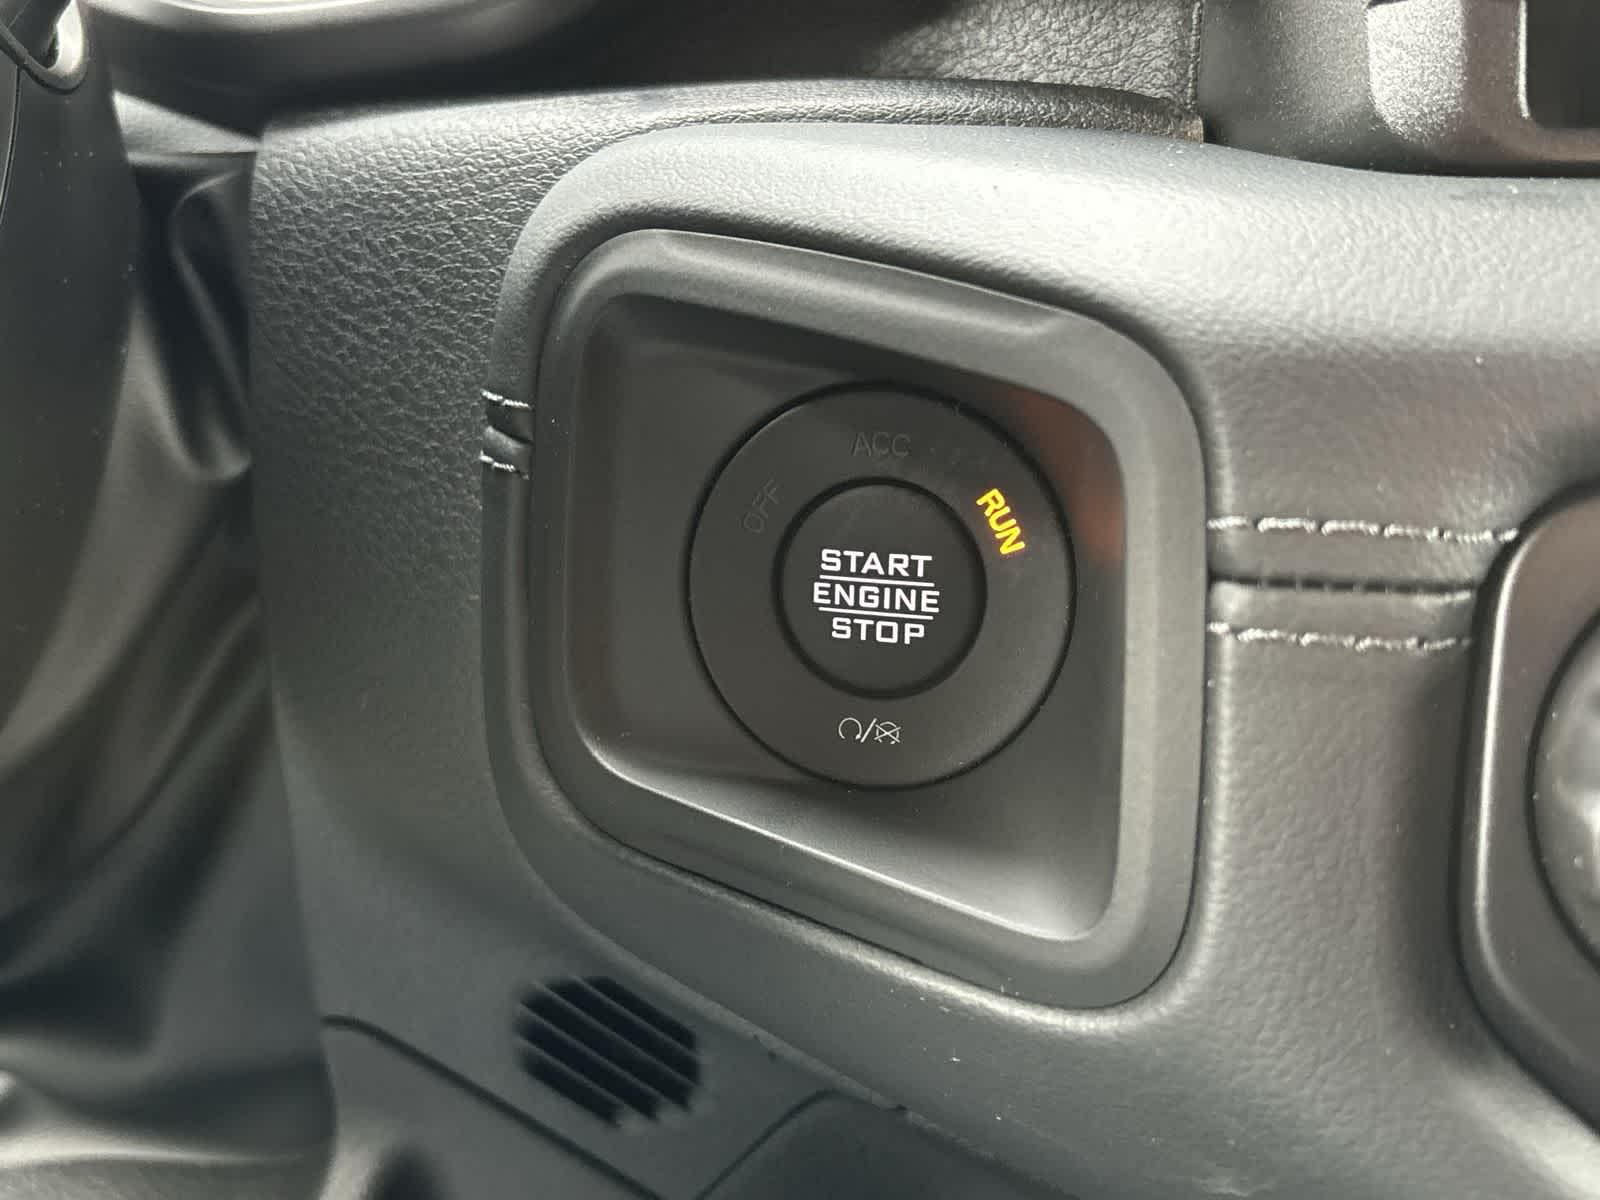 ACC
OFF
RUN
START
ENGINE
STOP